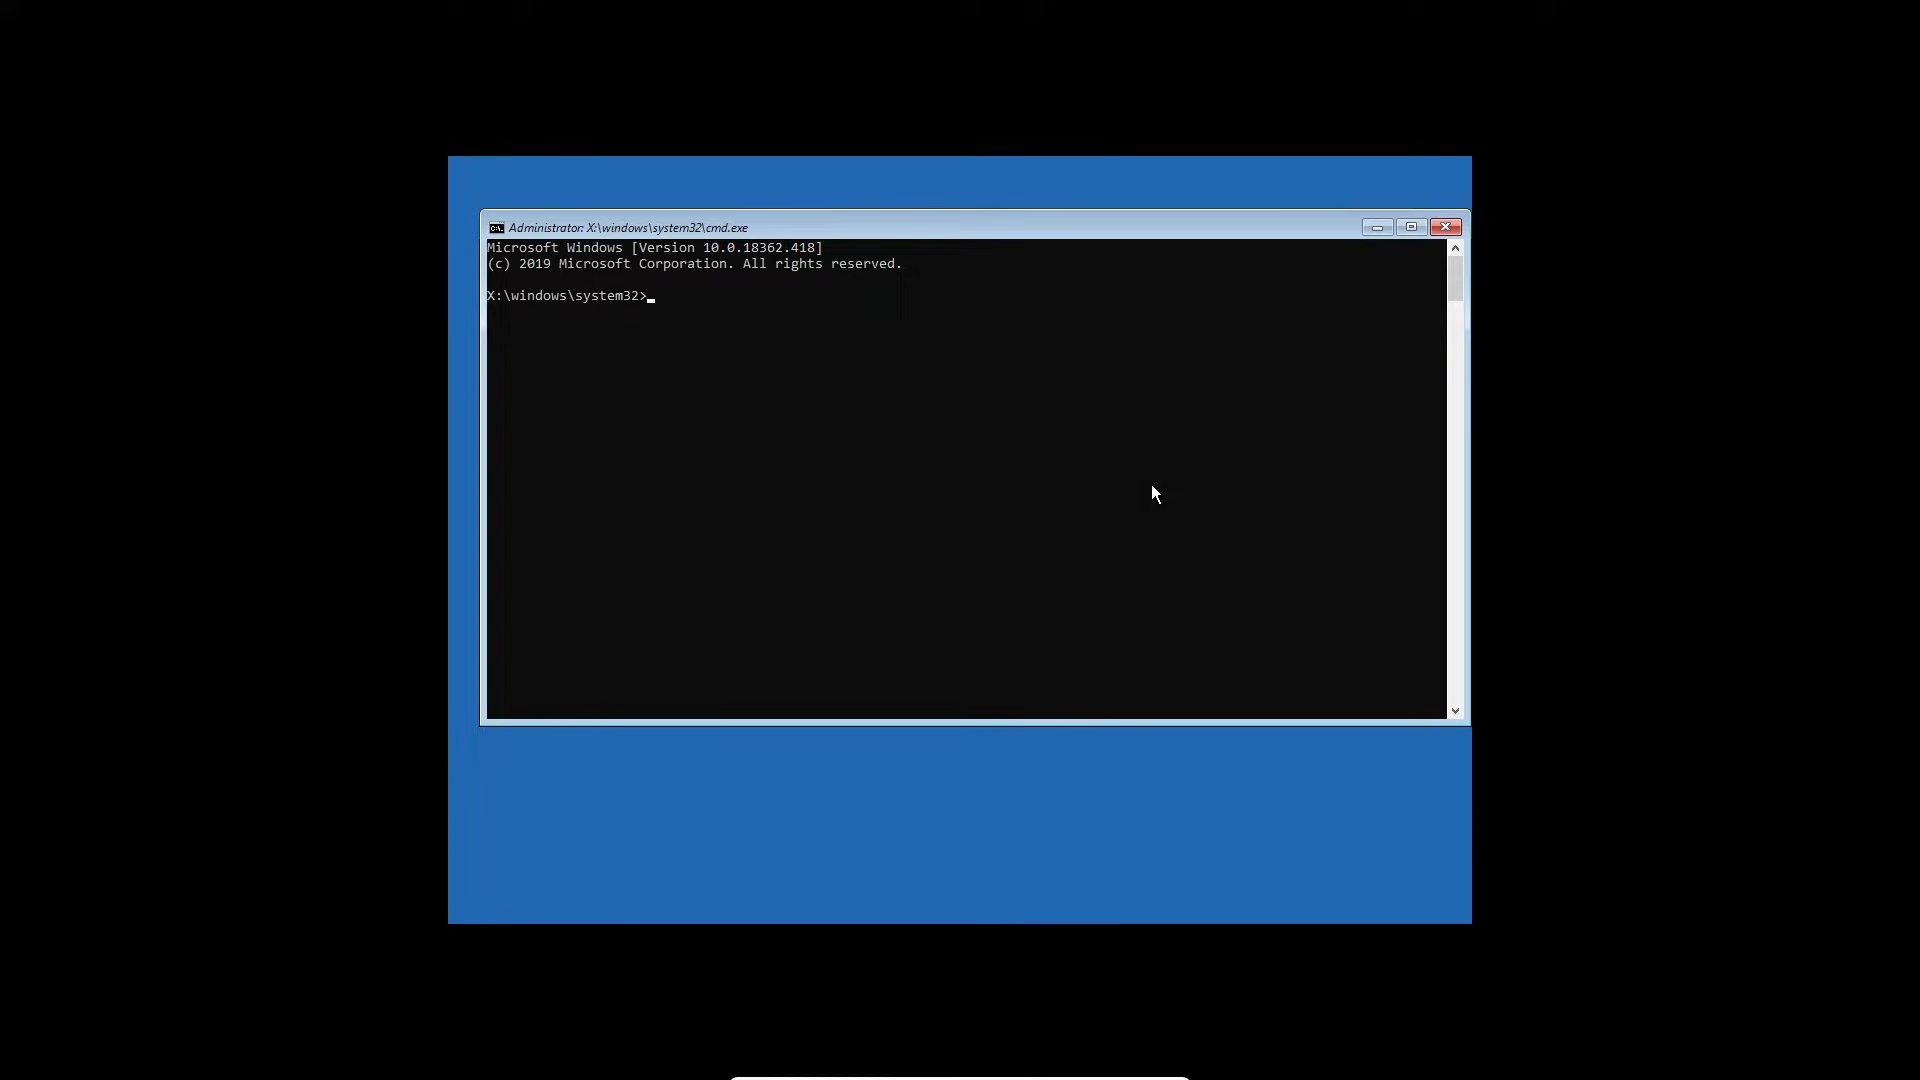 Administrator: X:\windows\system32\cmd.exe
Microsoft Windows [Version 10.0.18362.418]
(c) 2019 Microsoft Corporation. All rights reserved.
X:\windows\system32>